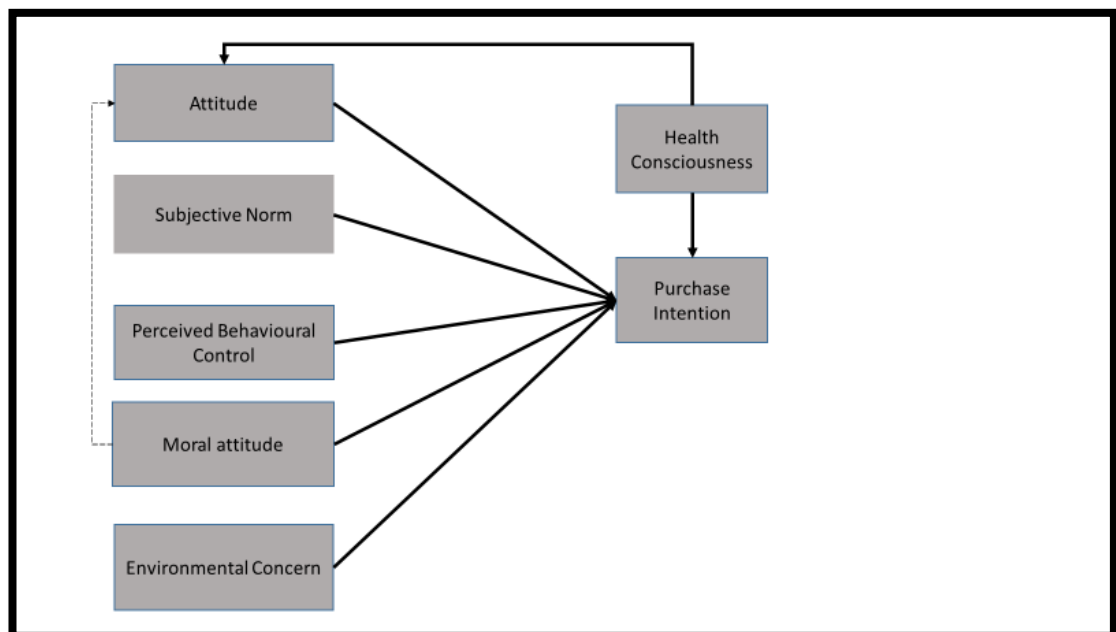 Attitude
Health
Consciousness
Subjective Norm
Purchase
Intention
Perceived Behavioural
Control
Moral attitude
Environmental Concern